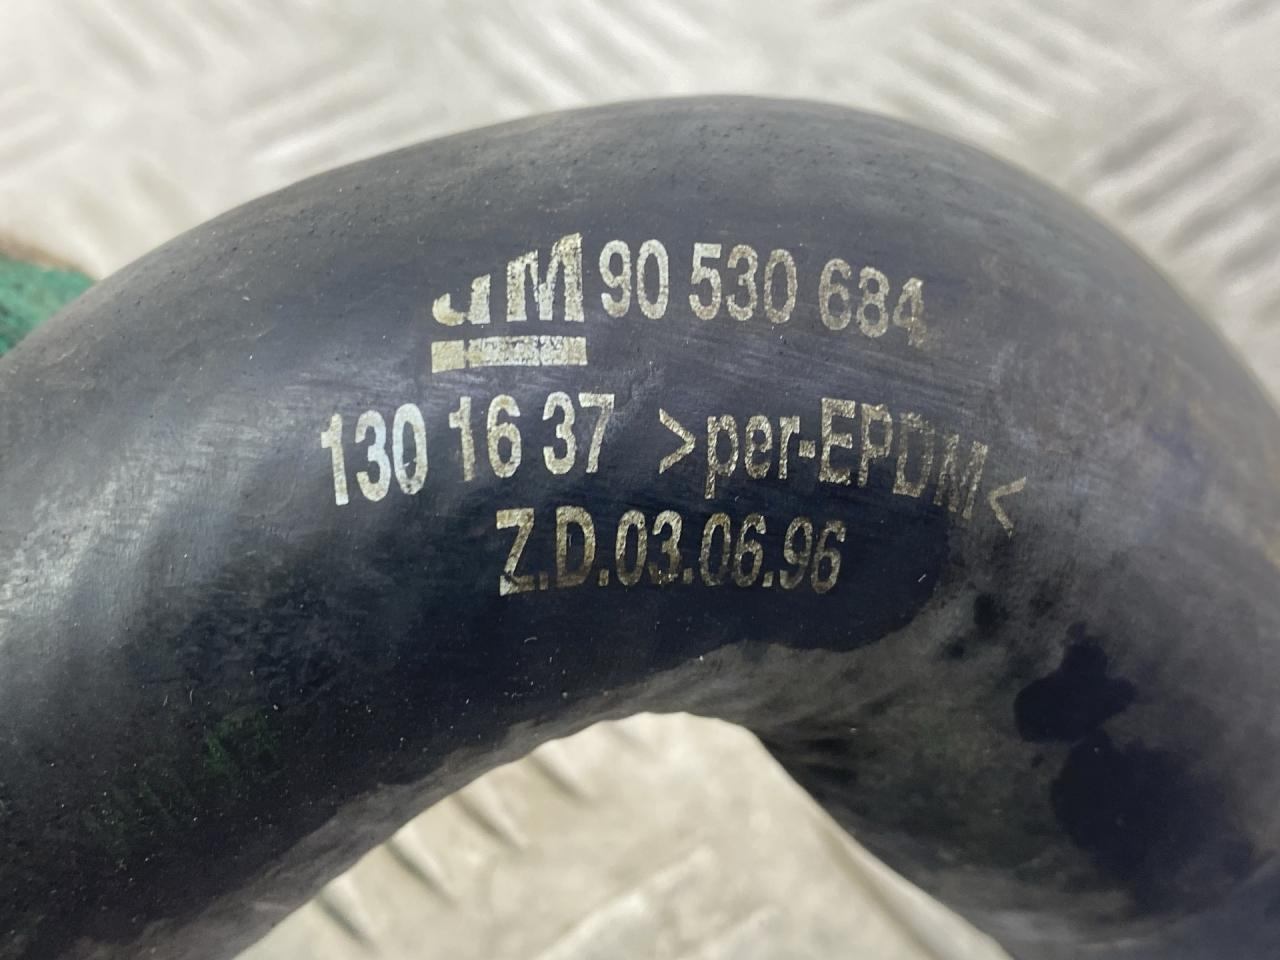 GM 90 530 684
130 16 37 >per-EPDM<
Z.D.03.06.96